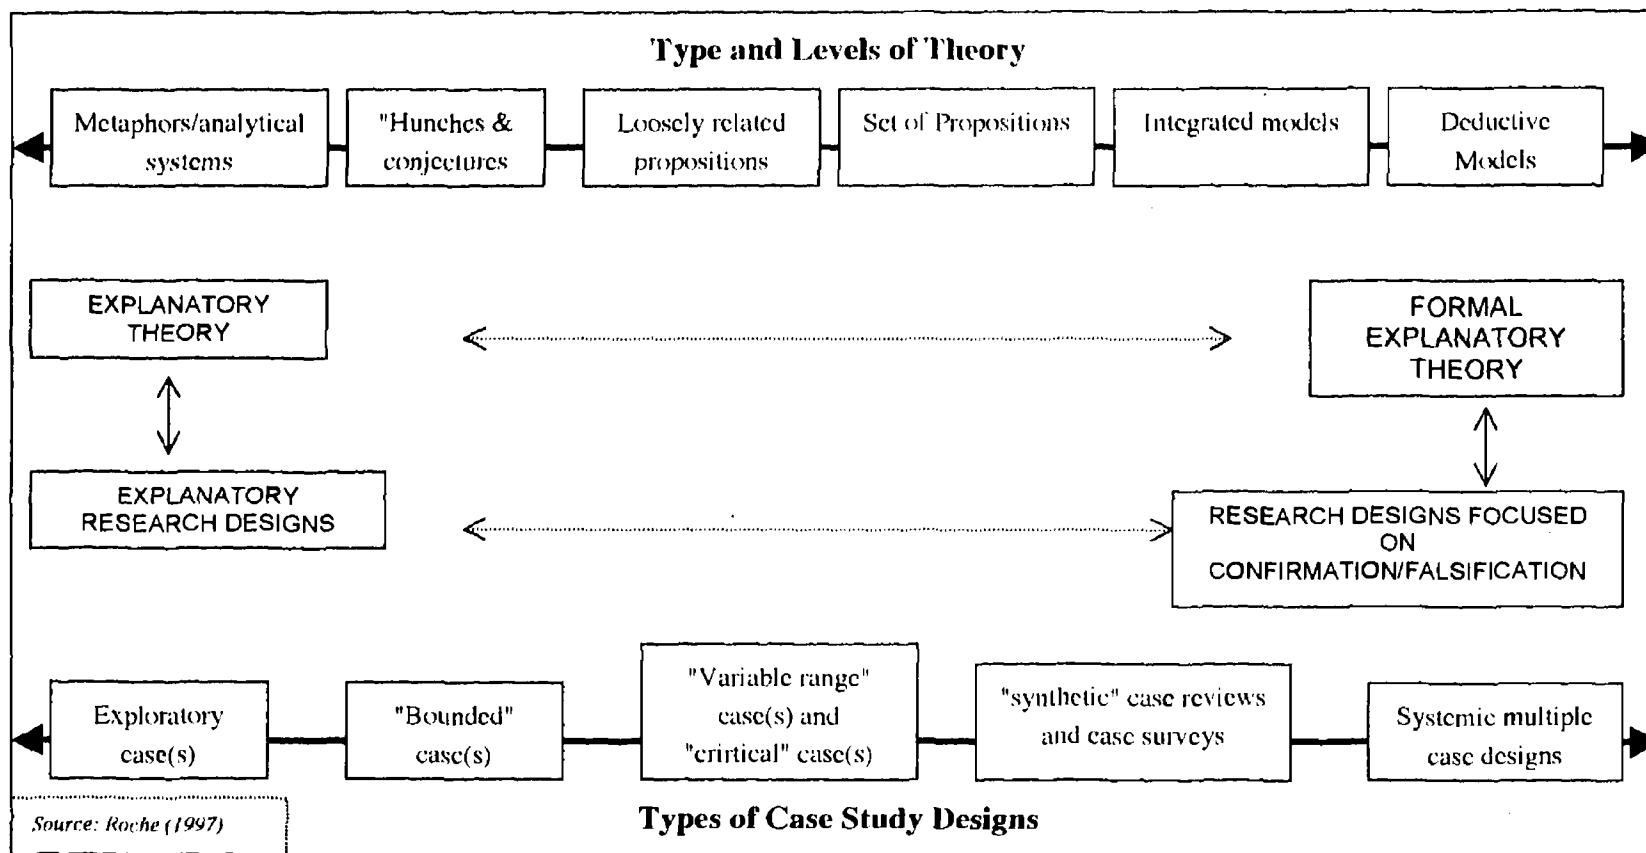 Type and Levels of Theory
Metaphors/analytical
systems
"Hunches &
conjectures
Loosely related
propositions
Set of Propositions
Integrated models
Deductive
Models
EXPLANATORY
THEORY
FORMAL
EXPLANATORY
THEORY
EXPLANATORY
RESEARCH DESIGNS
RESEARCH DESIGNS FOCUSED
ON
CONFIRMATION/FALSIFICATION
Exploratory
case(s)
"Bounded"
case(s)
"Variable range"
case(s) and
"crirtical" case(s)
"synthetic" case reviews
and case surveys
Systemic multiple
case designs
Types of Case Study Designs
Source: Roche (1997)